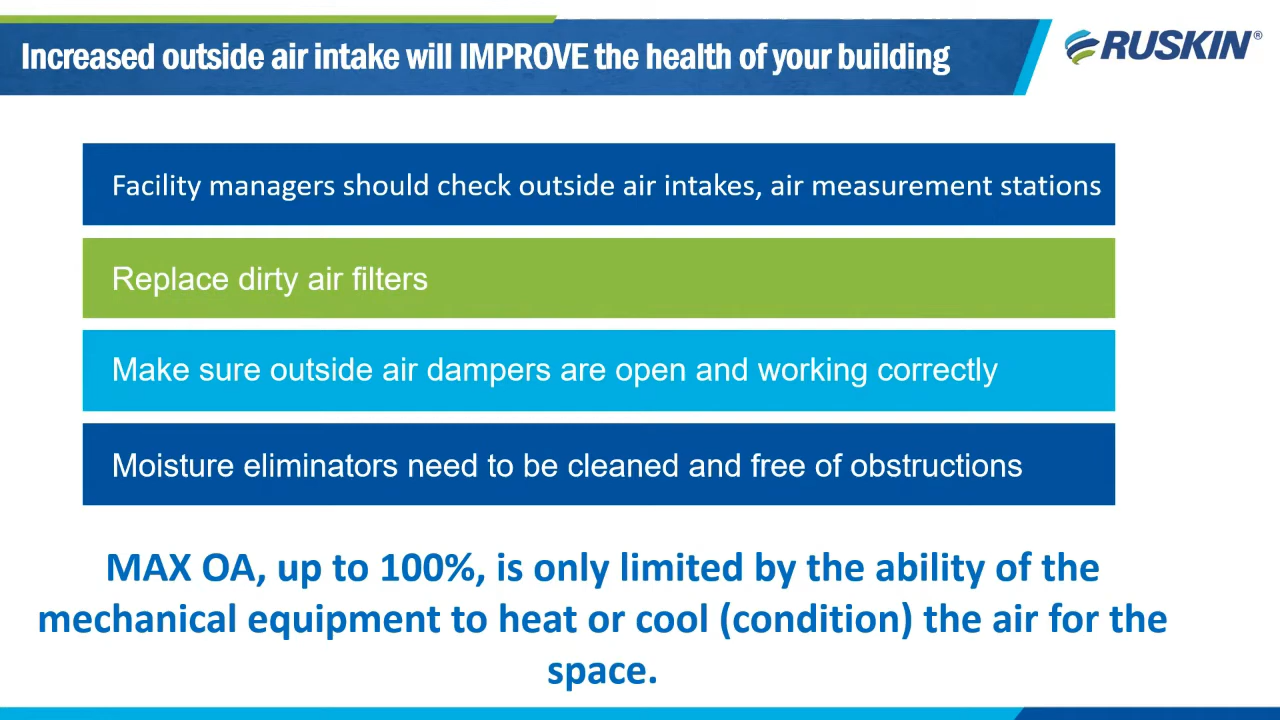 Increased outside air intake will IMPROVE the health of your building
RUSKIN®
Facility managers should check outside air intakes, air measurement stations
Replace dirty air filters
Make sure outside air dampers are open and working correctly
Moisture eliminators need to be cleaned and free of obstructions
MAX OA, up to 100%, is only limited by the ability of the
mechanical equipment to heat or cool (condition) the air for the
space.